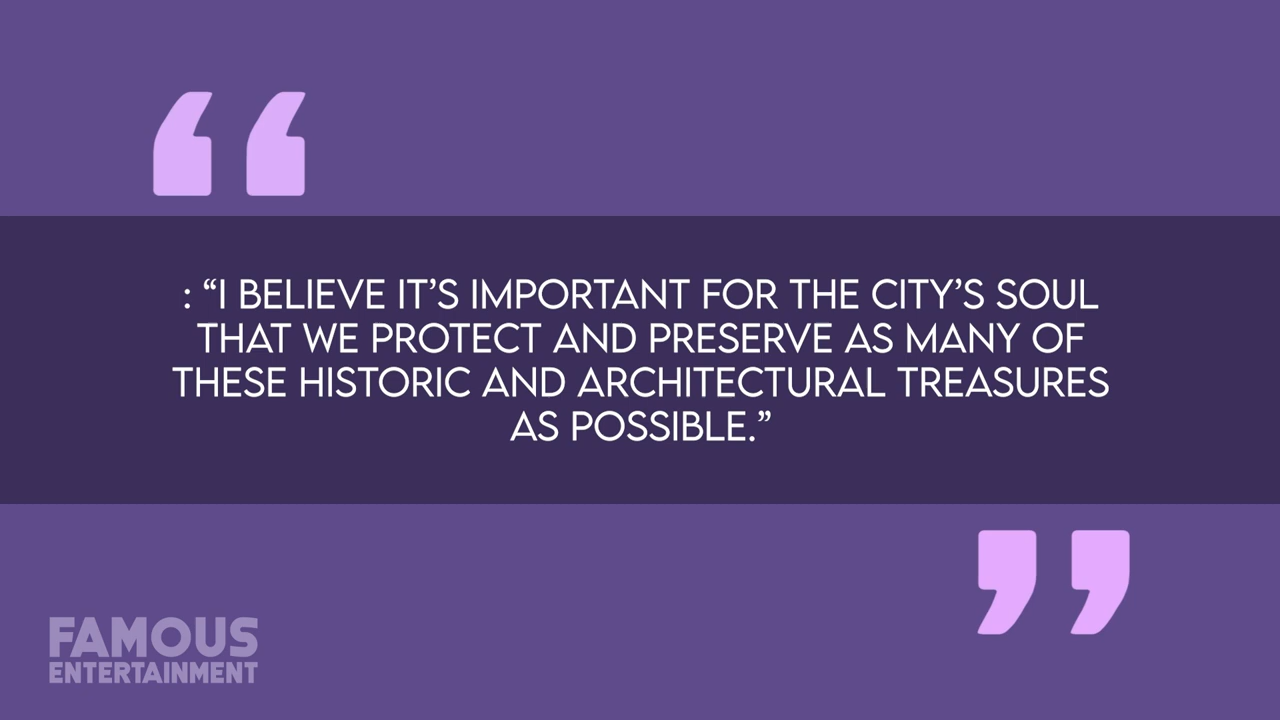 : “I BELIEVE IT’S IMPORTANT FOR THE CITY’S SOUL
THAT WE PROTECT AND PRESERVE AS MANY OF
THESE HISTORIC AND ARCHITECTURAL TREASURES
AS POSSIBLE.”
FAMOUS
ENTERTAINMENT